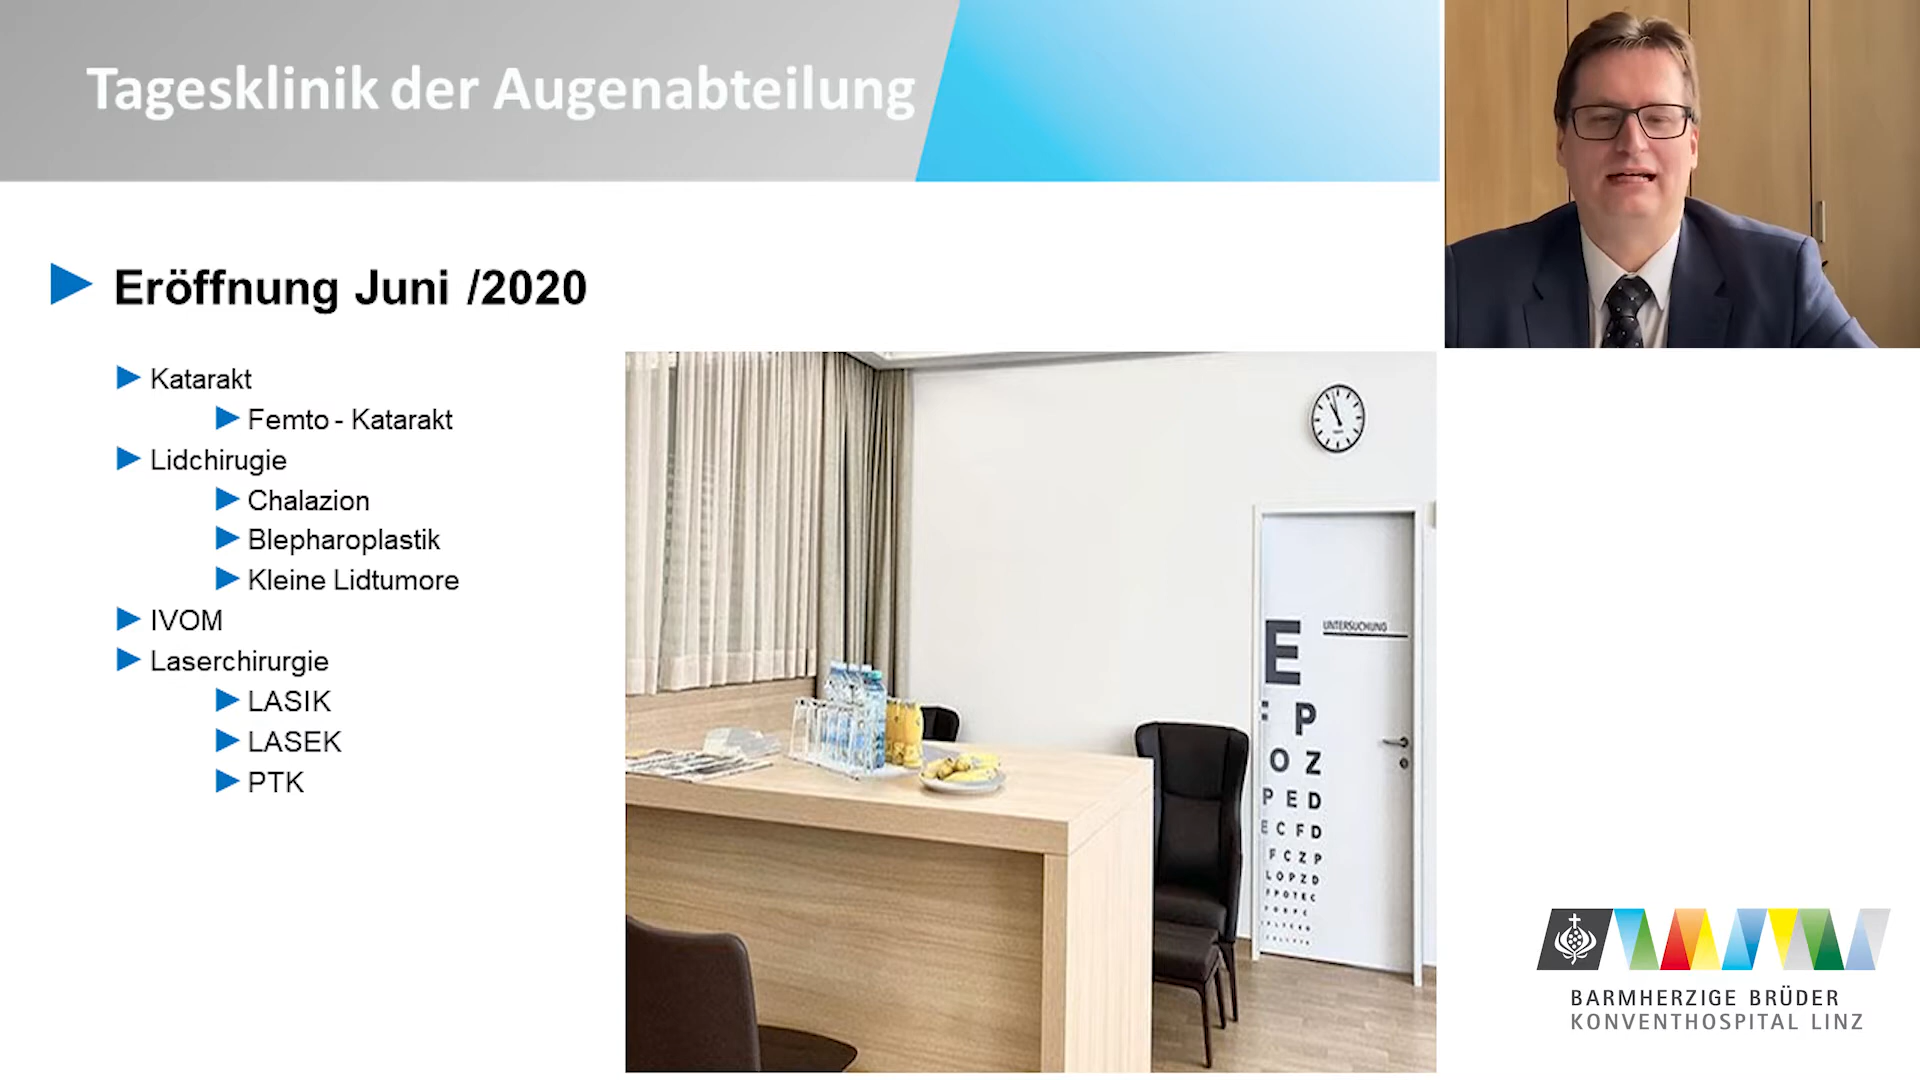 Tagesklinik der Augenabteilung
Eröffnung Juni /2020
Katarakt
Femto - Katarakt
Lidchirugie
Chalazion
Blepharoplastik
Kleine Lidtumore
IVOM
Laserchirurgie
LASIK
LASEK
PTK
UNTERSUCHUNG
E
F P
O Z
P E D
E C F D
F C Z P
L O P Z D
F P O T E C
BARMHERZIGE BRÜDER
KONVENTHOSPITAL LINZ